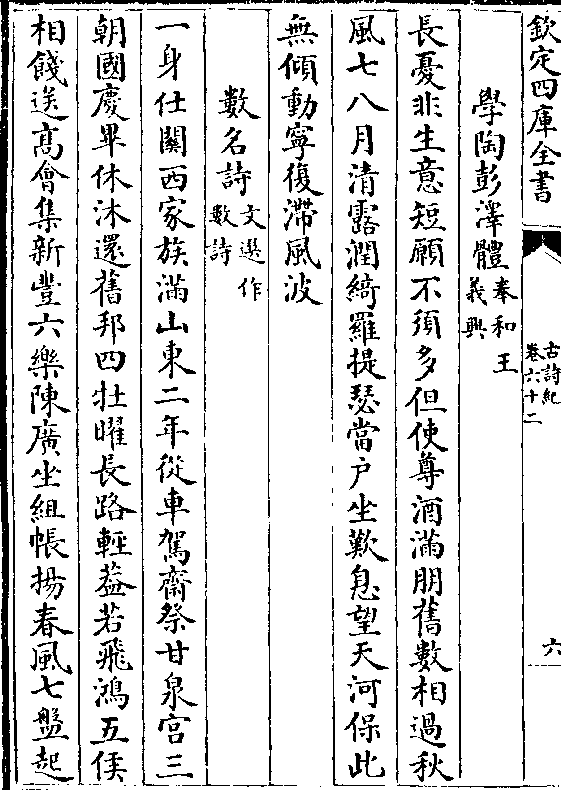 欽定四庫全書
古詩紀
卷六十二
六
學陶彭澤體奉和王
義興
長憂非生意短願不須多但使尊酒滿朋舊數相過秋
風七八月清露潤綺羅提瑟當户坐歎息望天河保此
無傾動寧復滯風波
數名詩文選作
數詩
一身仕關西家族滿山東二年從車駕齋祭甘泉宫三
朝國慶畢休沐還舊邦四牡曜長路輕葢若飛鴻五侯
相餞送髙會集新豐六樂陳廣坐組帳揚春風七盤起